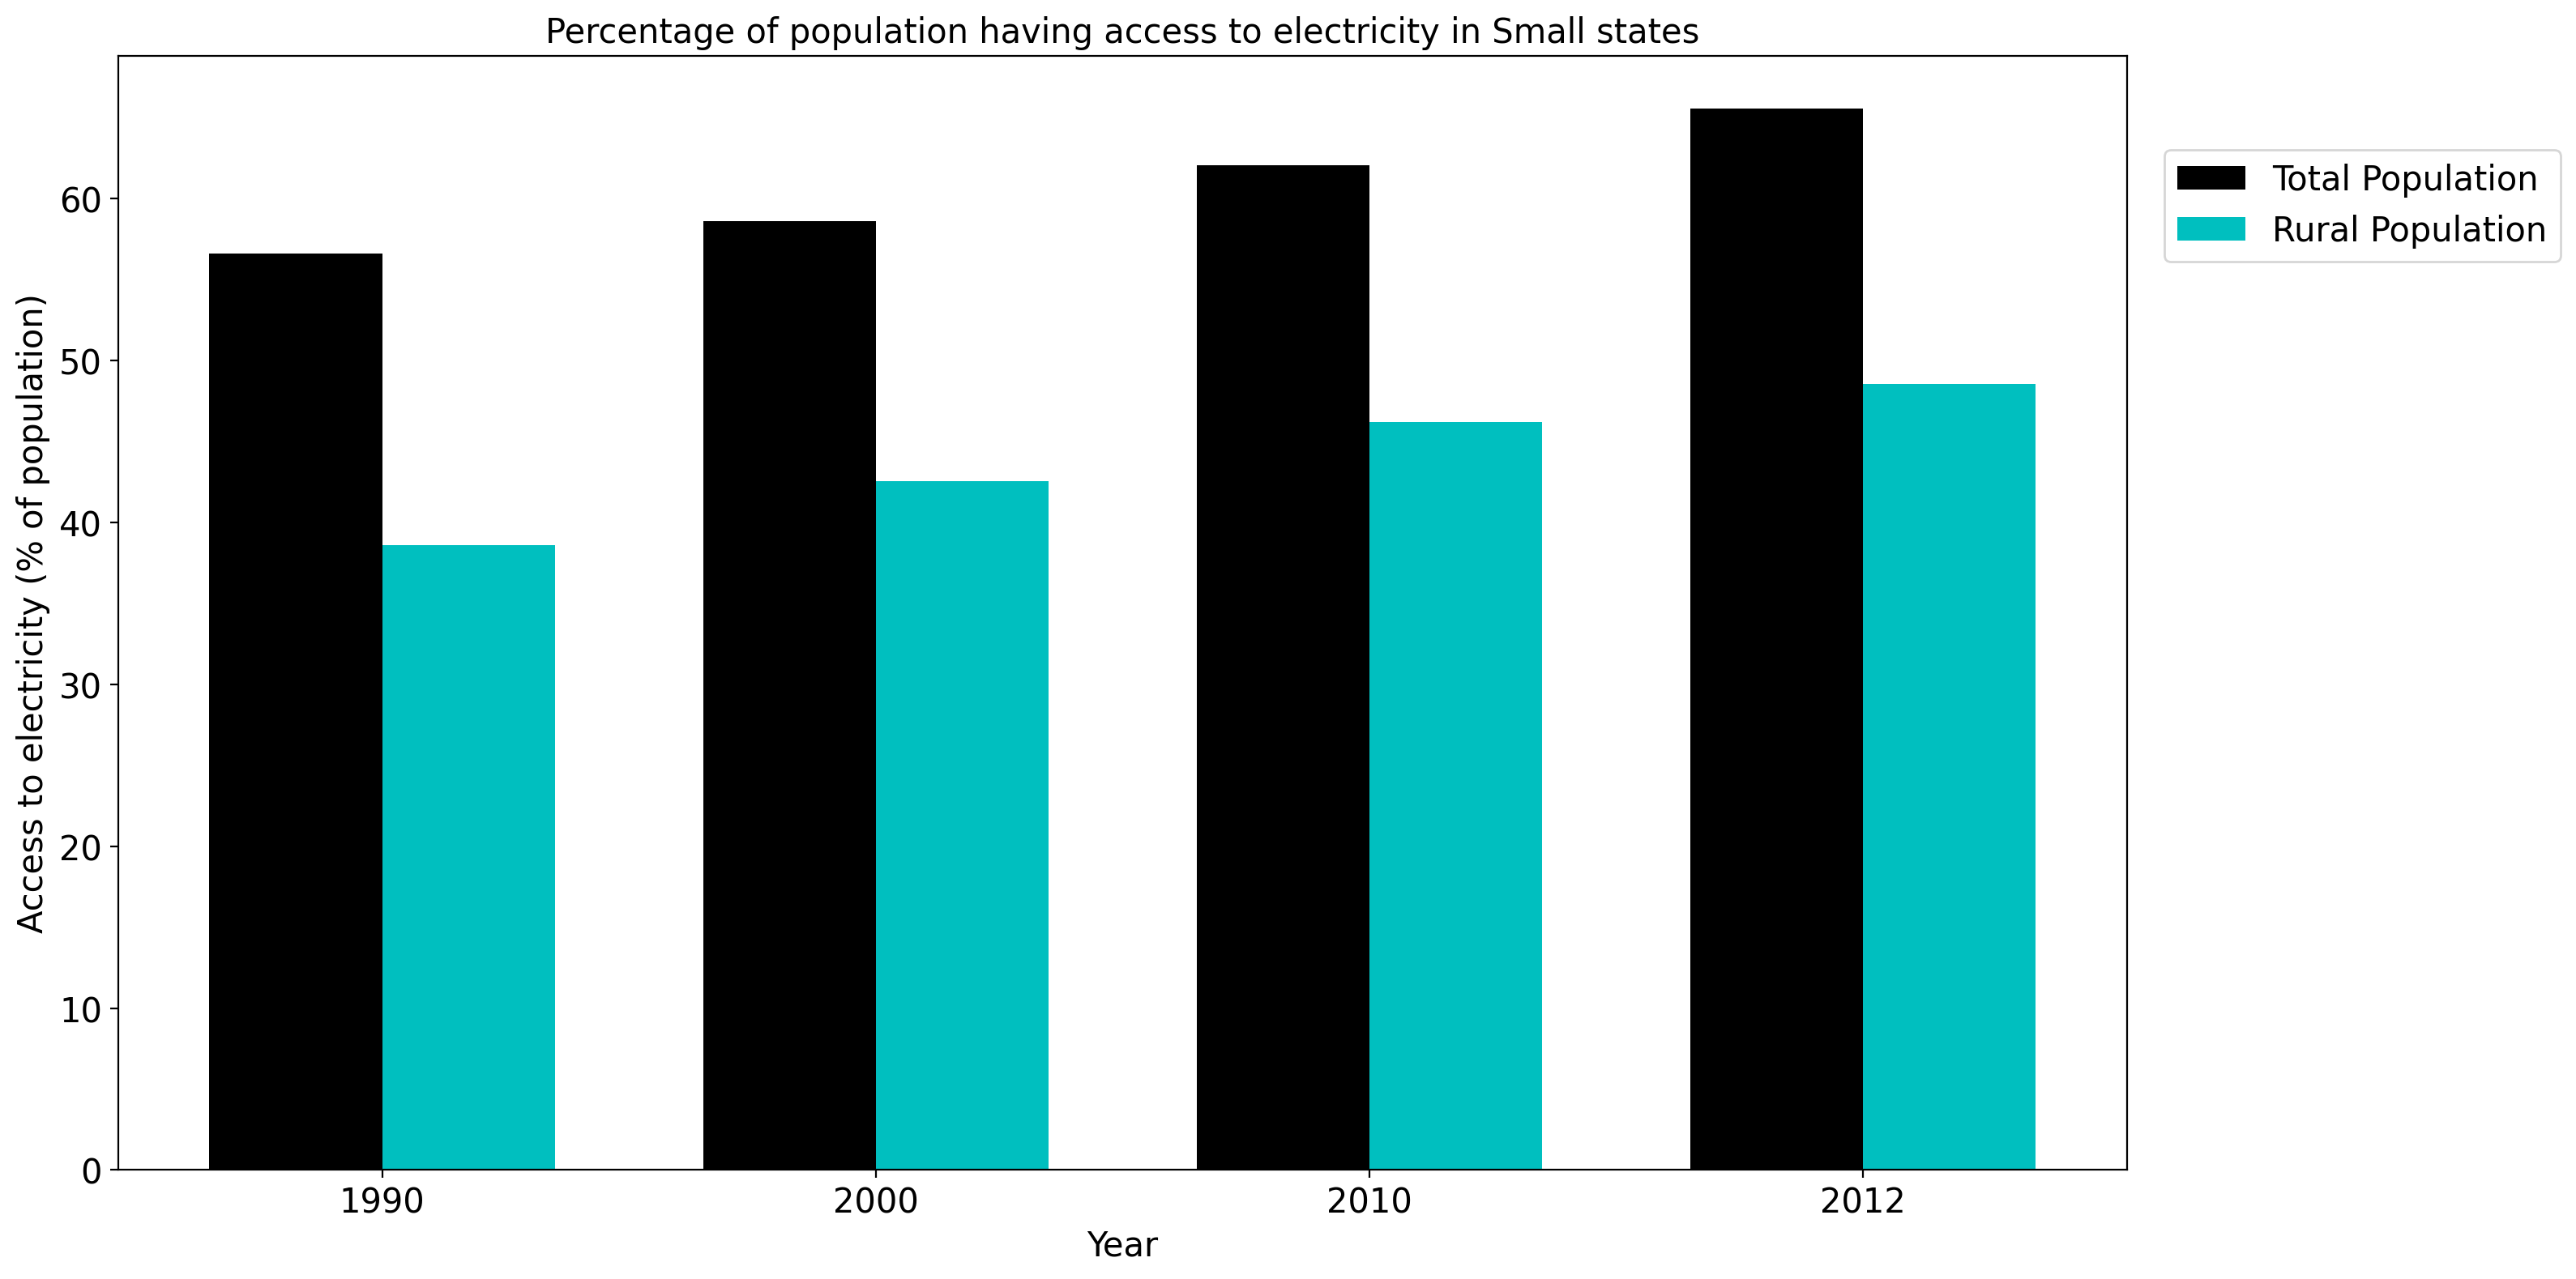 Percentage of population having access to electricity in Small states
Access to electricity (% of population)
60
50
40
30
20
10
0
1990
2000
2010
2012
Year
Total Population
Rural Population